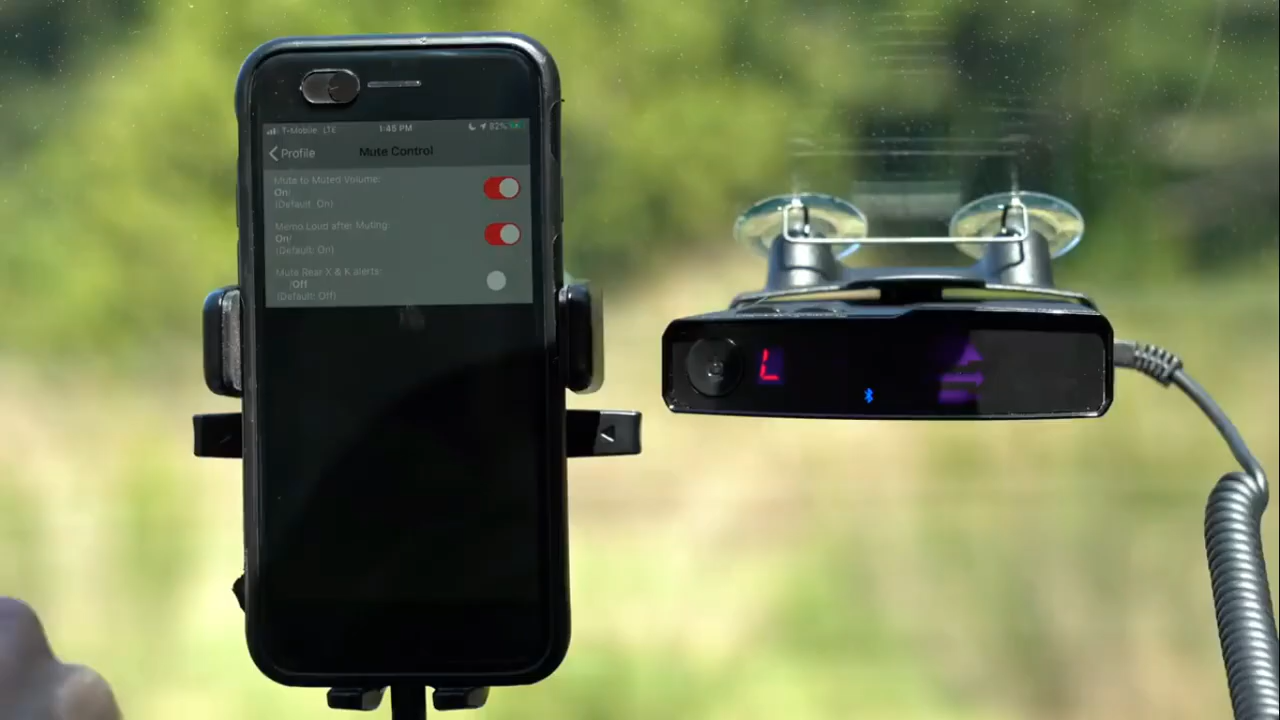 T-Mobile LTE
1:45 PM
82%
Profile
Mute Control
Mute to Muted Volume:
On
(Default: On)
Memo Loud after Muting:
On
(Default: On)
Mute Rear X & K alerts:
Off
(Default: Off)
L